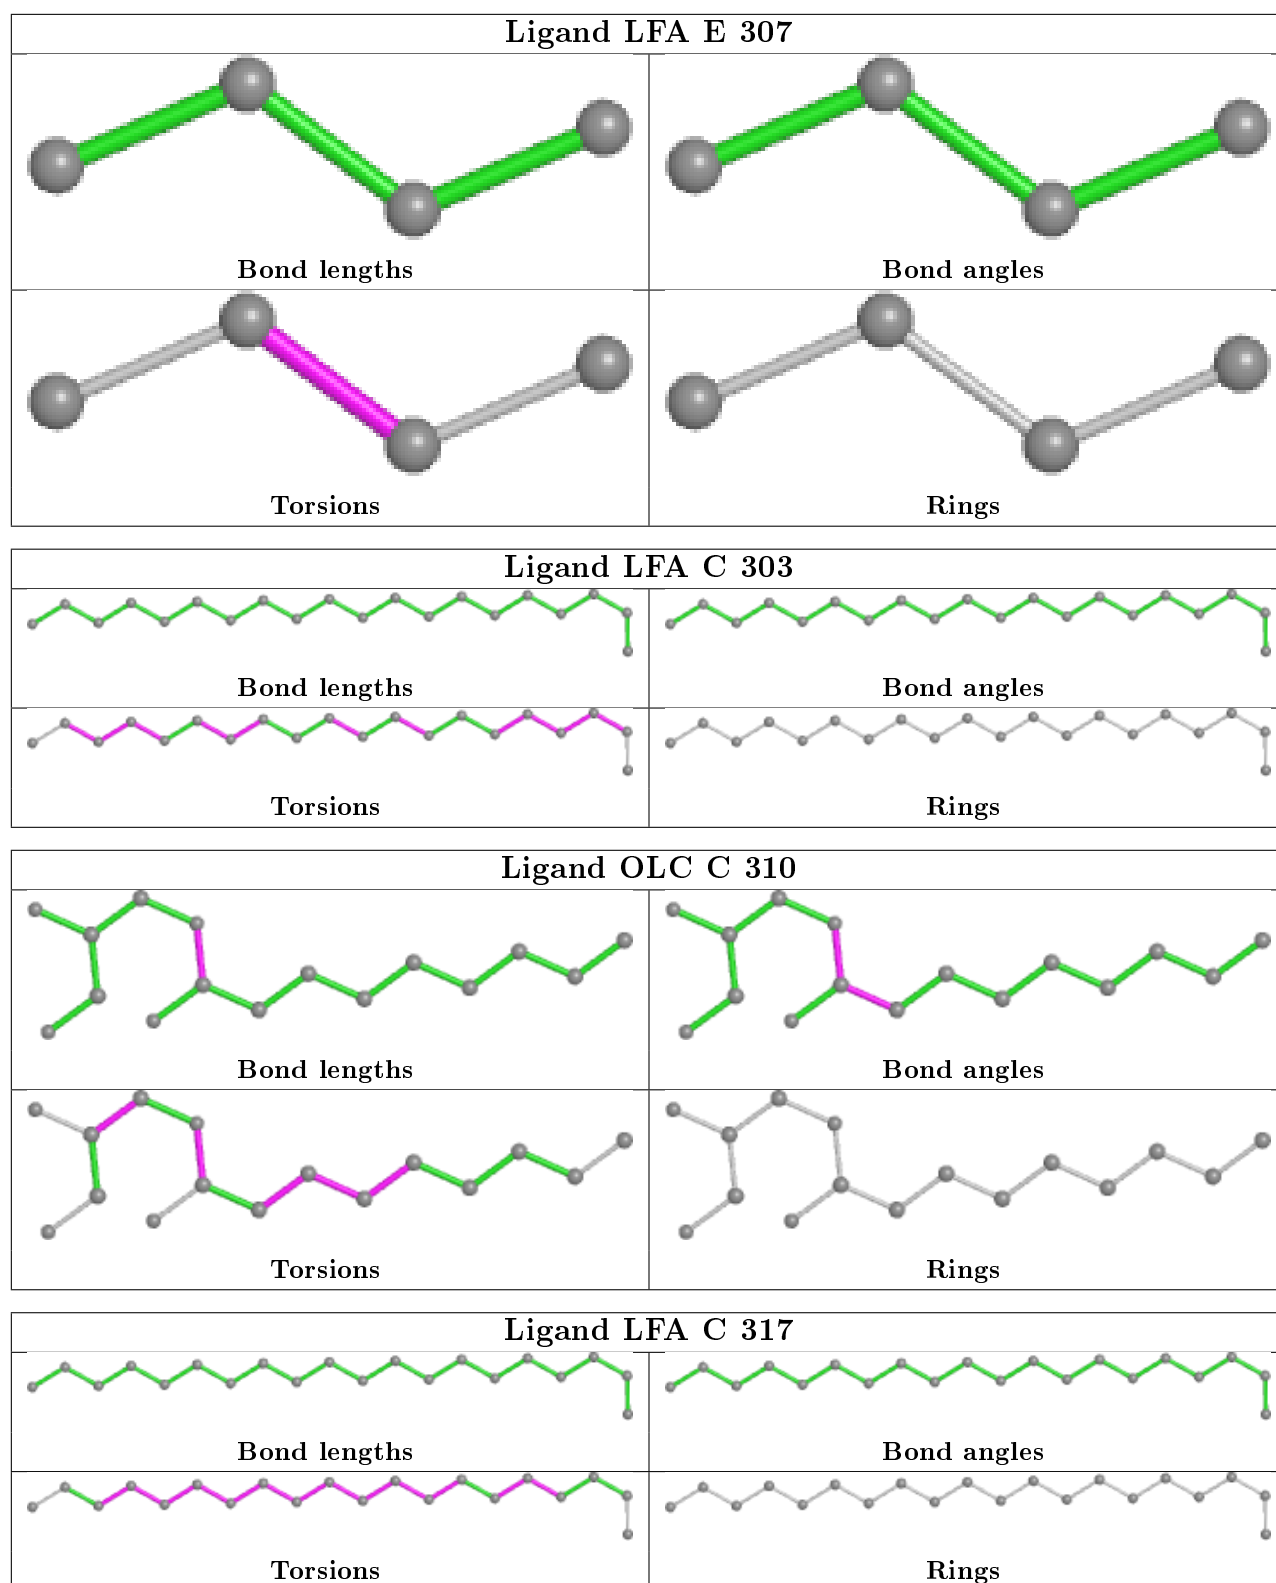 Ligand LFA E 307
Bond lengths
Bond angles
Torsions
Rings
Ligand LFA C 303
Bond lengths
Bond angles
Torsions
Rings
Ligand OLC C 310
Bond lengths
Bond angles
Torsions
Rings
Ligand LFA C 317
Bond lengths
Bond angles
Torsions
Rings